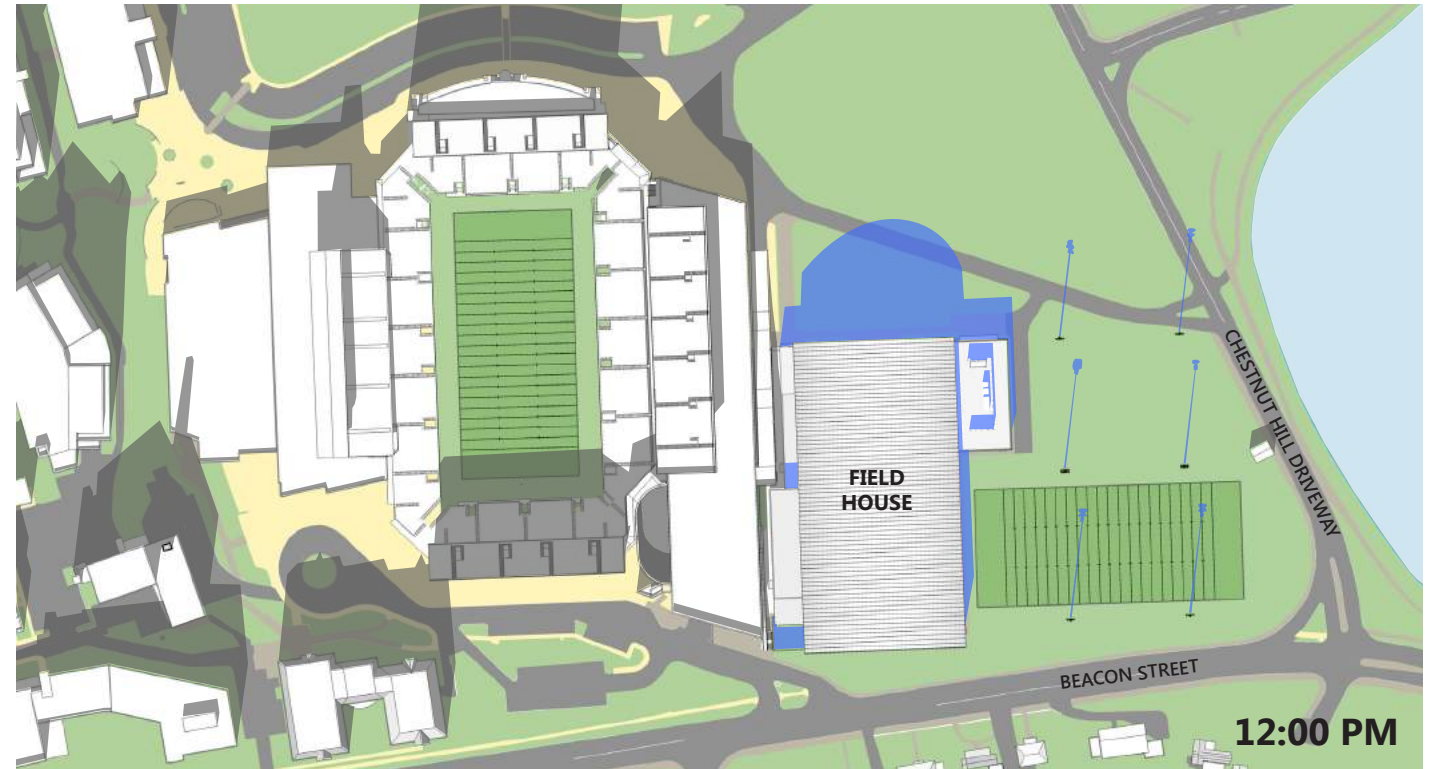 CHESTNUT HILL DRIVEWAY
FIELD
HOUSE
BEACON STREET
12:00 PM